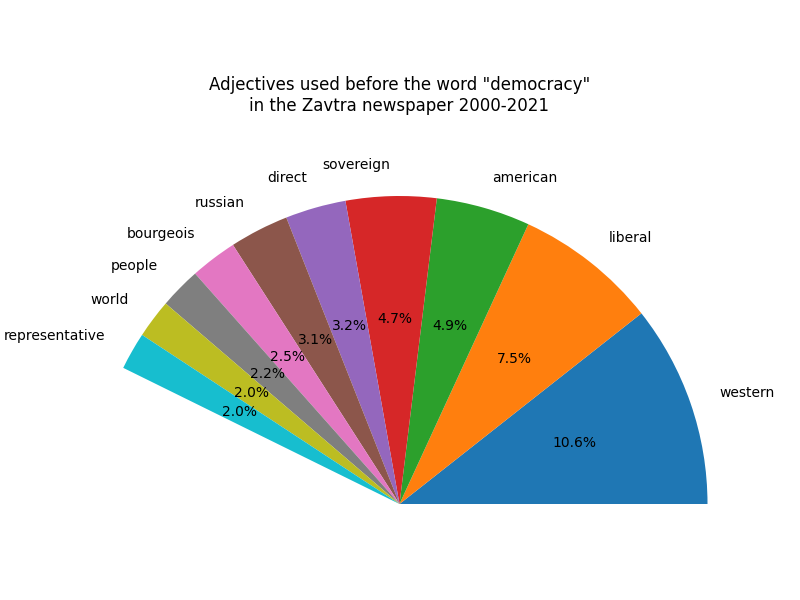 Adjectives used before the word "democracy"
in the Zavtra newspaper 2000-2021
sovereign
direct
american
russian
bourgeois
liberal
people
world
representative
western
4.7%
3.2%
4.9%
3.1%
2.5%
7.5%
2.2%
2.0%
2.0%
10.6%